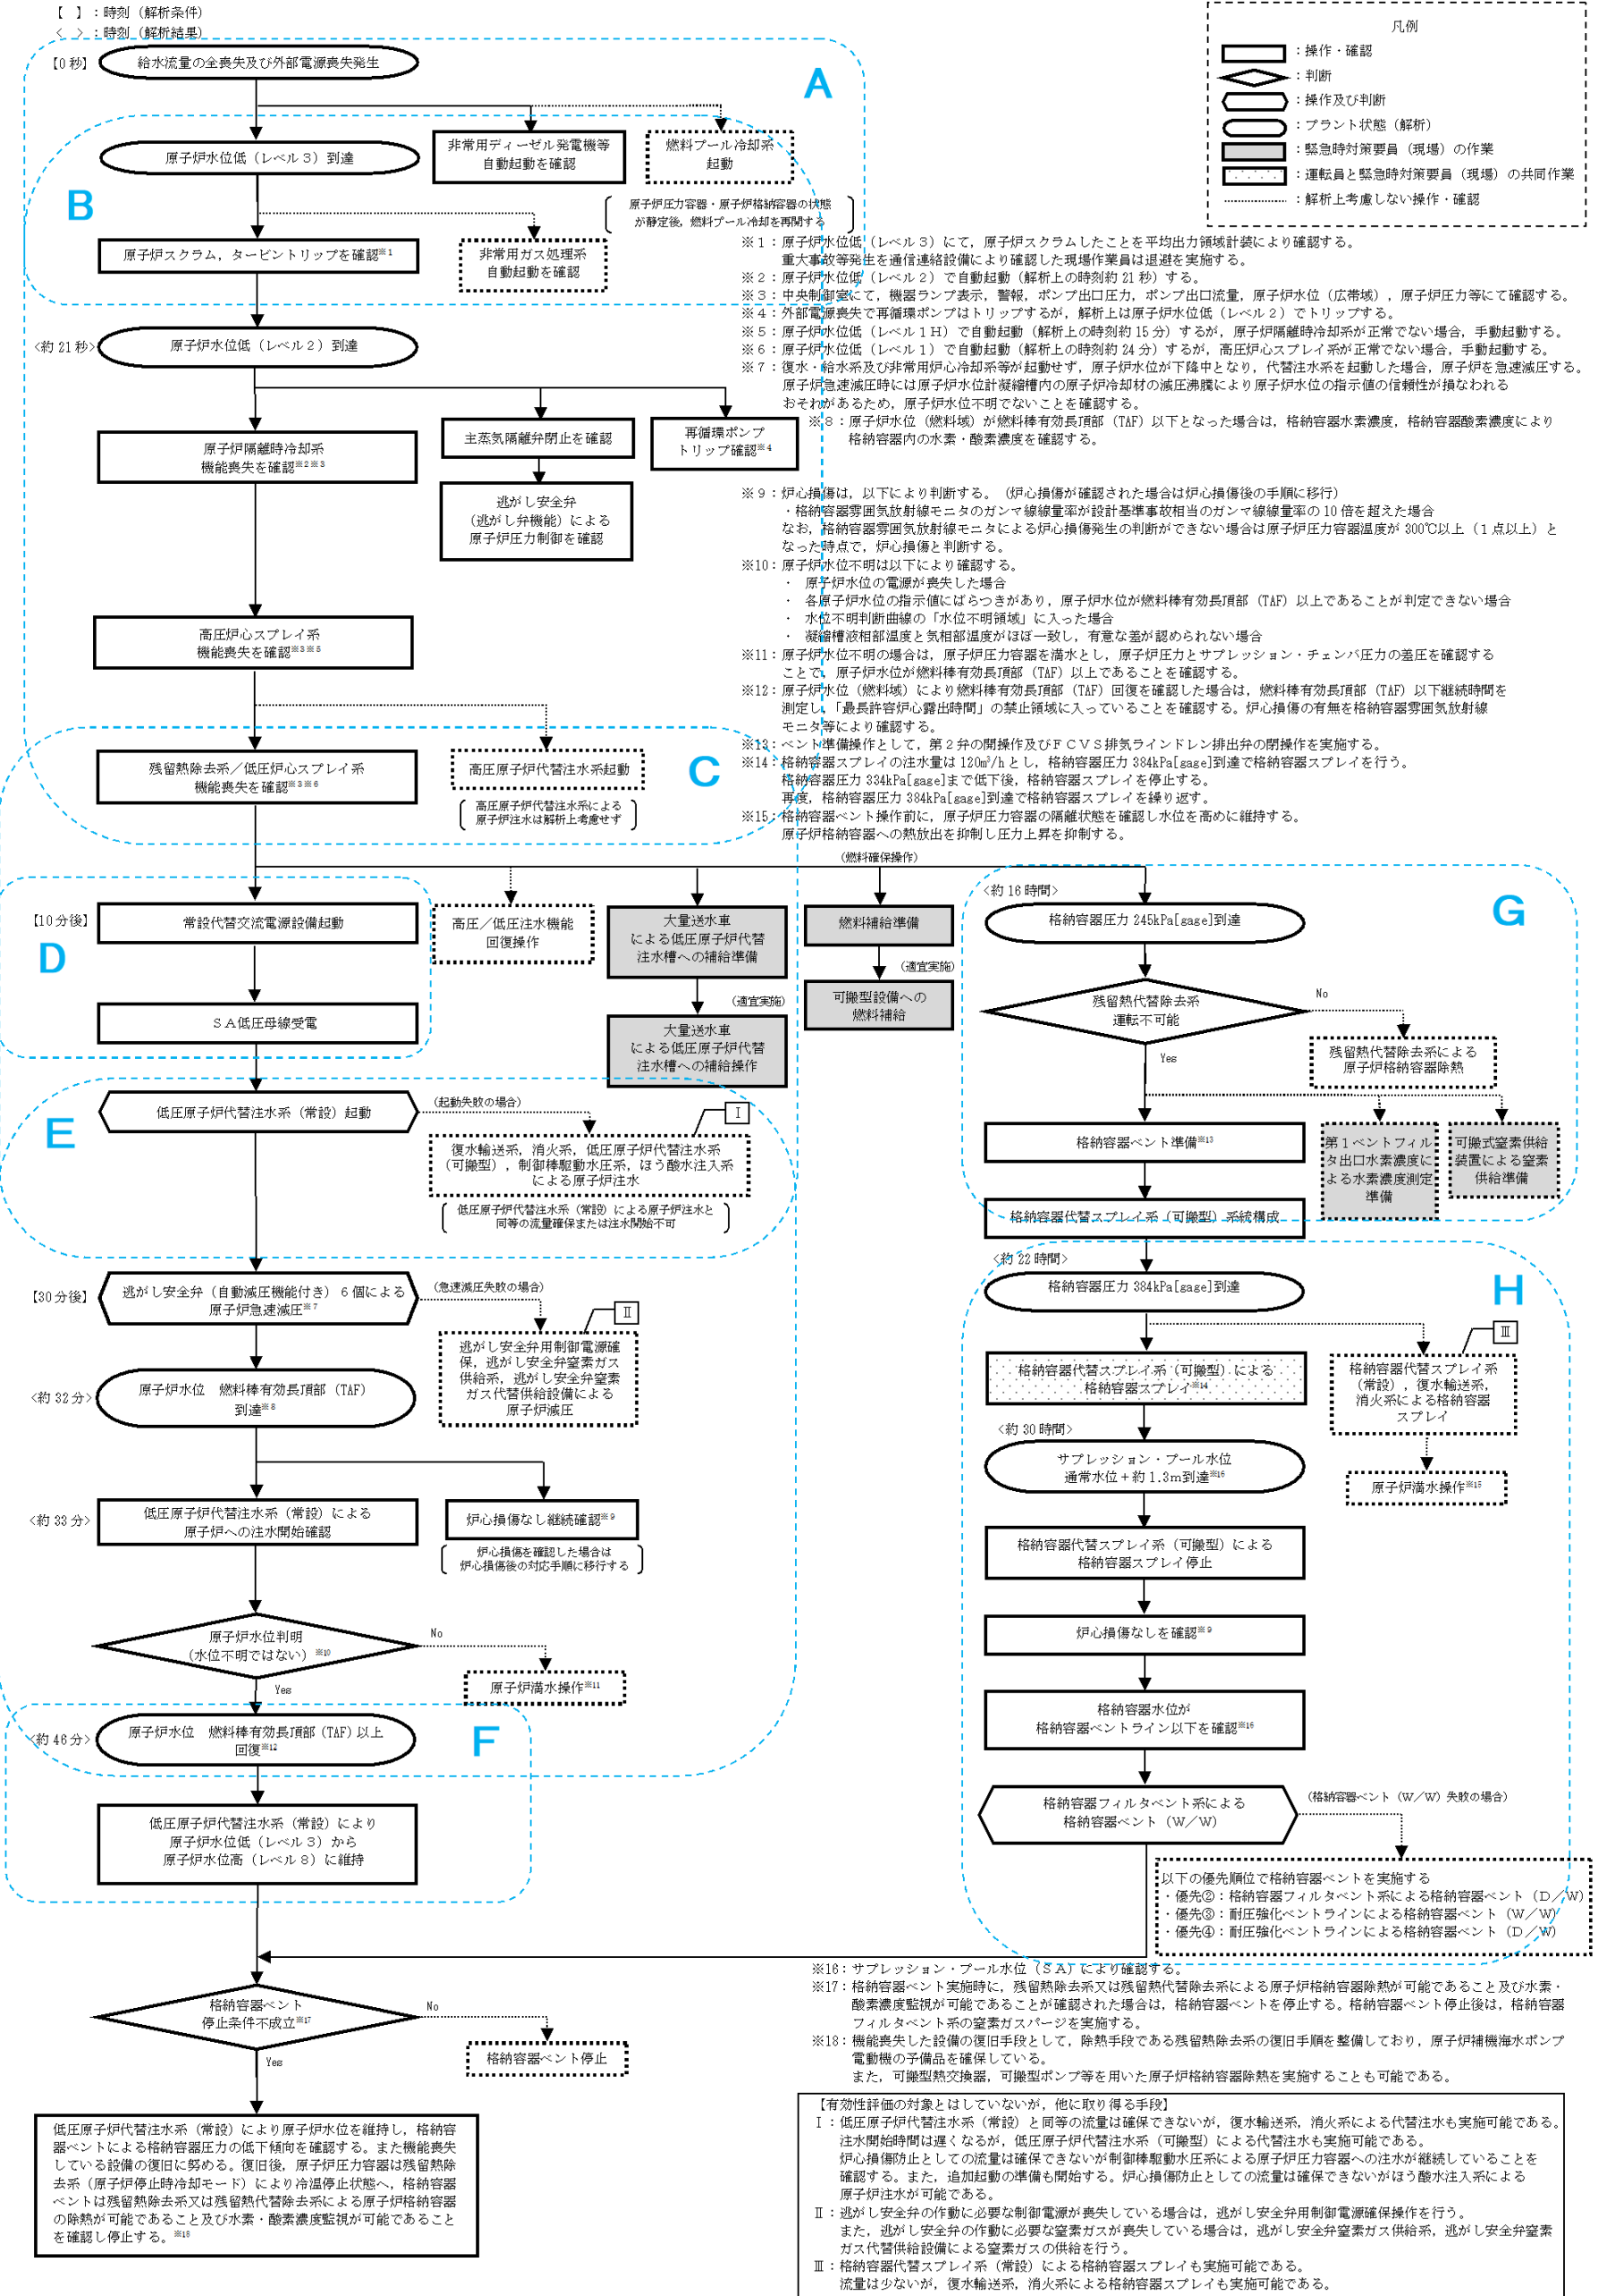 【　】：時刻（解析条件）
＜　＞：時刻（解析結果）
凡例
：操作・確認
：判断
：操作及び判断
：プラント状態（解析）
：緊急時対策要員（現場）の作業
：運転員と緊急時対策要員（現場）の共同作業
：解析上考慮しない操作・確認
A
【0秒】
給水流量の全喪失及び外部電源喪失発生
B
原子炉水位低（レベル３）到達
非常用ディーゼル発電機等
自動起動を確認
燃料プール冷却系
起動
原子炉圧力容器・原子炉格納容器の状態
が静定後，燃料プール冷却を再開する
原子炉スクラム，タービントリップを確認※1
非常用ガス処理系
自動起動を確認
<約21秒>
原子炉水位低（レベル２）到達
原子炉隔離時冷却系
機能喪失を確認※2※3
主蒸気隔離弁閉止を確認
再循環ポンプ
トリップ確認※4
逃がし安全弁
（逃がし弁機能）による
原子炉圧力制御を確認
高圧炉心スプレイ系
機能喪失を確認※3※5
C
残留熱除去系／低圧炉心スプレイ系
機能喪失を確認※3※6
高圧原子炉代替注水系起動
高圧原子炉代替注水系による
原子炉注水は解析上考慮せず
※１：原子炉水位低（レベル３）にて，原子炉スクラムしたことを平均出力領域計装により確認する。
重大事故等発生を通信連絡設備により確認した現場作業員は退避を実施する。
※２：原子炉水位低（レベル２）で自動起動（解析上の時刻約21秒）する。
※３：中央制御室にて，機器ランプ表示，警報，ポンプ出口圧力，ポンプ出口流量，原子炉水位（広帯域），原子炉圧力等にて確認する。
※４：外部電源喪失で再循環ポンプはトリップするが，解析上は原子炉水位低（レベル２）でトリップする。
※５：原子炉水位低（レベル１Ｈ）で自動起動（解析上の時刻約15分）するが，原子炉隔離時冷却系が正常でない場合，手動起動する。
※６：原子炉水位低（レベル１）で自動起動（解析上の時刻約24分）するが，高圧炉心スプレイ系が正常でない場合，手動起動する。
※７：復水・給水系及び非常用炉心冷却系等が起動せず，原子炉水位が下降中となり，代替注水系を起動した場合，原子炉を急速減圧する。
原子炉急速減圧時には原子炉水位計凝縮槽内の原子炉冷却材の減圧沸騰により原子炉水位の指示値の信頼性が損なわれる
おそれがあるため，原子炉水位不明でないことを確認する。
※８：原子炉水位（燃料域）が燃料棒有効長頂部（TAF）以下となった場合は，格納容器水素濃度，格納容器酸素濃度により
格納容器内の水素・酸素濃度を確認する。
※９：炉心損傷は，以下により判断する。（炉心損傷が確認された場合は炉心損傷後の手順に移行）
・格納容器雰囲気放射線モニタのガンマ線線量率が設計基準事故相当のガンマ線線量率の10倍を超えた場合
なお，格納容器雰囲気放射線モニタによる炉心損傷発生の判断ができない場合は原子炉圧力容器温度が300℃以上（1点以上）と
なった時点で，炉心損傷と判断する。
※10：原子炉水位不明は以下により確認する。
・　原子炉水位の電源が喪失した場合
・　各原子炉水位の指示値にばらつきがあり，原子炉水位が燃料棒有効長頂部（TAF）以上であることが判定できない場合
・　水位不明判断曲線の「水位不明領域」に入った場合
・　凝縮槽液相部温度と気相部温度がほぼ一致し，有意な差が認められない場合
※11：原子炉水位不明の場合は，原子炉圧力容器を満水とし，原子炉圧力とサプレッション・チェンバ圧力の差圧を確認する
ことで，原子炉水位が燃料棒有効長頂部（TAF）以上であることを確認する。
※12：原子炉水位（燃料域）により燃料棒有効長頂部（TAF）回復を確認した場合は，燃料棒有効長頂部（TAF）以下継続時間を
測定し，「最長許容炉心露出時間」の禁止領域に入っていることを確認する。炉心損傷の有無を格納容器雰囲気放射線
モニタ等により確認する。
※13：ベント準備操作として，第２弁の開操作及びＦＣＶＳ排気ラインドレン排出弁の閉操作を実施する。
※14：格納容器スプレイの注水量は120m³/hとし，格納容器圧力384kPa[gage]到達で格納容器スプレイを行う。
格納容器圧力334kPa[gage]まで低下後，格納容器スプレイを停止する。
再度，格納容器圧力384kPa[gage]到達で格納容器スプレイを繰り返す。
※15：格納容器ベント操作前に，原子炉圧力容器の隔離状態を確認し水位を高めに維持する。
原子炉格納容器への熱放出を抑制し圧力上昇を抑制する。
（燃料確保操作）
【10分後】
常設代替交流電源設備起動
D
ＳＡ低圧母線受電
高圧／低圧注水機能
回復操作
大量送水車
による低圧原子炉代替
注水槽への補給準備
（適宜実施）
大量送水車
による低圧原子炉代替
注水槽への補給操作
燃料補給準備
（適宜実施）
可搬型設備への
燃料補給
E
低圧原子炉代替注水系（常設）起動
（起動失敗の場合）
Ⅰ
復水輸送系，消火系，低圧原子炉代替注水系
（可搬型），制御棒駆動水圧系，ほう酸水注入系
による原子炉注水
低圧原子炉代替注水系（常設）による原子炉注水と
同等の流量確保または注水開始不可
【30分後】
逃がし安全弁（自動減圧機能付き）6個による
原子炉急速減圧※7
（急速減圧失敗の場合）
Ⅱ
逃がし安全弁用制御電源確
保，逃がし安全弁窒素ガス
供給系，逃がし安全弁窒素
ガス代替供給設備による
原子炉減圧
<約32分>
原子炉水位　燃料棒有効長頂部（TAF）
到達※8
<約33分>
低圧原子炉代替注水系（常設）による
原子炉への注水開始確認
炉心損傷なし継続確認※9
炉心損傷を確認した場合は
炉心損傷後の対応手順に移行する
原子炉水位判明
（水位不明ではない）※10
No
原子炉満水操作※11
Yes
F
<約46分>
原子炉水位　燃料棒有効長頂部（TAF）以上
回復※12
低圧原子炉代替注水系（常設）により
原子炉水位低（レベル３）から
原子炉水位高（レベル８）に維持
G
<約16時間>
格納容器圧力 245kPa[gage]到達
残留熱代替除去系
運転不可能
No
残留熱代替除去系による
原子炉格納容器除熱
Yes
格納容器ベント準備※13
第１ベントフィル
タ出口水素濃度に
よる水素濃度測定
準備
可搬式窒素供給
装置による窒素
供給準備
格納容器代替スプレイ系（可搬型）系統構成
H
<約22時間>
格納容器圧力 384kPa[gage]到達
Ⅲ
格納容器代替スプレイ系（可搬型）による
格納容器スプレイ※14
格納容器代替スプレイ系
（常設），復水輸送系，
消火系による格納容器
スプレイ
原子炉満水操作※15
<約30時間>
サプレッション・プール水位
通常水位＋約1.3m到達※16
格納容器代替スプレイ系（可搬型）による
格納容器スプレイ停止
炉心損傷なしを確認※9
格納容器水位が
格納容器ベントライン以下を確認※16
格納容器フィルタベント系による
格納容器ベント（Ｗ／Ｗ）
（格納容器ベント（Ｗ／Ｗ）失敗の場合）
以下の優先順位で格納容器ベントを実施する
・優先②：格納容器フィルタベント系による格納容器ベント（Ｄ／Ｗ）
・優先③：耐圧強化ベントラインによる格納容器ベント（Ｗ／Ｗ）
・優先④：耐圧強化ベントラインによる格納容器ベント（Ｄ／Ｗ）
格納容器ベント
停止条件不成立※17
No
格納容器ベント停止
Yes
低圧原子炉代替注水系（常設）により原子炉水位を維持し，格納容
器ベントによる格納容器圧力の低下傾向を確認する。また機能喪失
している設備の復旧に努める。復旧後，原子炉圧力容器は残留熱除
去系（原子炉停止時冷却モード）により冷温停止状態へ，格納容器
ベントは残留熱除去系又は残留熱代替除去系による原子炉格納容器
の除熱が可能であること及び水素・酸素濃度監視が可能であること
を確認し停止する。※18
※16：サプレッション・プール水位（ＳＡ）により確認する。
※17：格納容器ベント実施時に，残留熱除去系又は残留熱代替除去系による原子炉格納容器除熱が可能であること及び水素・
酸素濃度監視が可能であることが確認された場合は，格納容器ベントを停止する。格納容器ベント停止後は，格納容器
フィルタベント系の窒素ガスパージを実施する。
※18：機能喪失した設備の復旧手段として，除熱手段である残留熱除去系の復旧手順を整備しており，原子炉補機海水ポンプ
電動機の予備品を確保している。
また，可搬型熱交換器，可搬型ポンプ等を用いた原子炉格納容器除熱を実施することも可能である。
【有効性評価の対象とはしていないが，他に取り得る手段】
Ⅰ：低圧原子炉代替注水系（常設）と同等の流量は確保できないが，復水輸送系，消火系による代替注水も実施可能である。
注水開始時間は遅くなるが，低圧原子炉代替注水系（可搬型）による代替注水も実施可能である。
炉心損傷防止としての流量は確保できないが制御棒駆動水圧系による原子炉圧力容器への注水が継続していることを
確認する。また，追加起動の準備も開始する。炉心損傷防止としての流量は確保できないがほう酸水注入系による
原子炉注水が可能である。
Ⅱ：逃がし安全弁の作動に必要な制御電源が喪失している場合は，逃がし安全弁用制御電源確保操作を行う。
また，逃がし安全弁の作動に必要な窒素ガスが喪失している場合は，逃がし安全弁窒素ガス供給系，逃がし安全弁窒素
ガス代替供給設備による窒素ガスの供給を行う。
Ⅲ：格納容器代替スプレイ系（常設）による格納容器スプレイも実施可能である。
流量は少ないが，復水輸送系，消火系による格納容器スプレイも実施可能である。